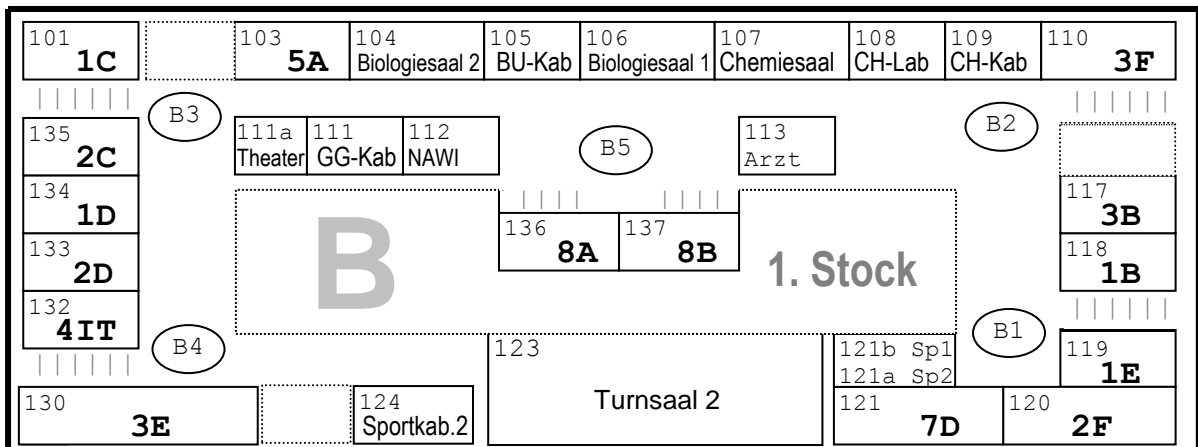 101 103 104 105 106 107 108 109 110
1C 5A Biologiesaal 2 BU-Kab Biologiesaal 1 Chemiesaal CH-Lab CH-Kab 3F
B3 B2
135 111a 111 112 B5 113
2C Theater GG-Kab NAWI Arzt
134 117
1D 3B
136 137
8A 8B
133 118
2D B 1. Stock 1B
132
4IT
B4 B1
123 121b Sp1 119
121a Sp2 1E
130 124 Turnsaal 2 121 120
3E Sportkab.2 7D 2F